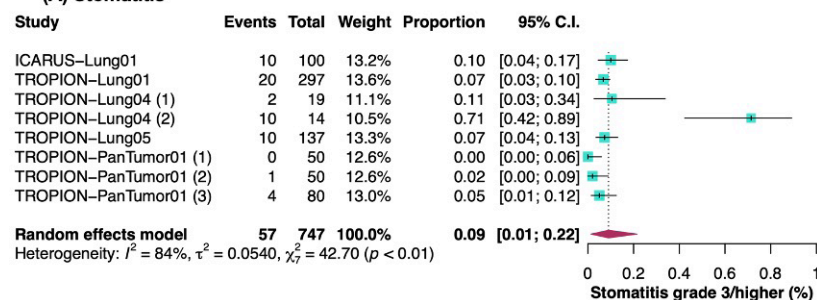 (A) Stomatitis
Study Events Total Weight Proportion 95% C.I.
ICARUS−Lung01 10 100 13.2% 0.10 [0.04; 0.17]
TROPION−Lung01 20 297 13.6% 0.07 [0.03; 0.10]
TROPION−Lung04 (1) 2 19 11.1% 0.11 [0.03; 0.34]
TROPION−Lung04 (2) 10 14 10.5% 0.71 [0.42; 0.89]
TROPION−Lung05 10 137 13.3% 0.07 [0.04; 0.13]
TROPION−PanTumor01 (1) 0 50 12.6% 0.00 [0.00; 0.06]
TROPION−PanTumor01 (2) 1 50 12.6% 0.02 [0.00; 0.09]
TROPION−PanTumor01 (3) 4 80 13.0% 0.05 [0.01; 0.12]
Random effects model 57 747 100.0% 0.09 [0.01; 0.22]
Heterogeneity: I² = 84%, τ² = 0.0540, χ²₇ = 42.70 (p < 0.01)
0 0.2 0.4 0.6 0.8 1
Stomatitis grade 3/higher (%)